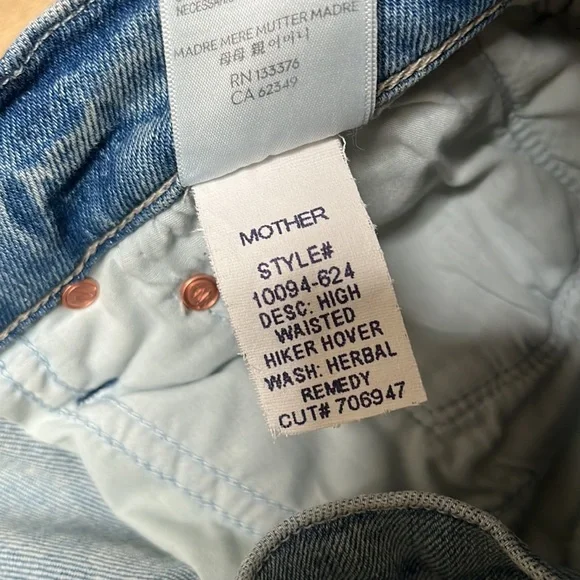 NECESSARY
MADRE MERE MUTTER MADRE
母母 親 어머니
RN 133376
CA 62349
MOTHER
STYLE#
10094-624
DESC: HIGH
WAISTED
HIKER HOVER
WASH: HERBAL
REMEDY
CUT# 706947